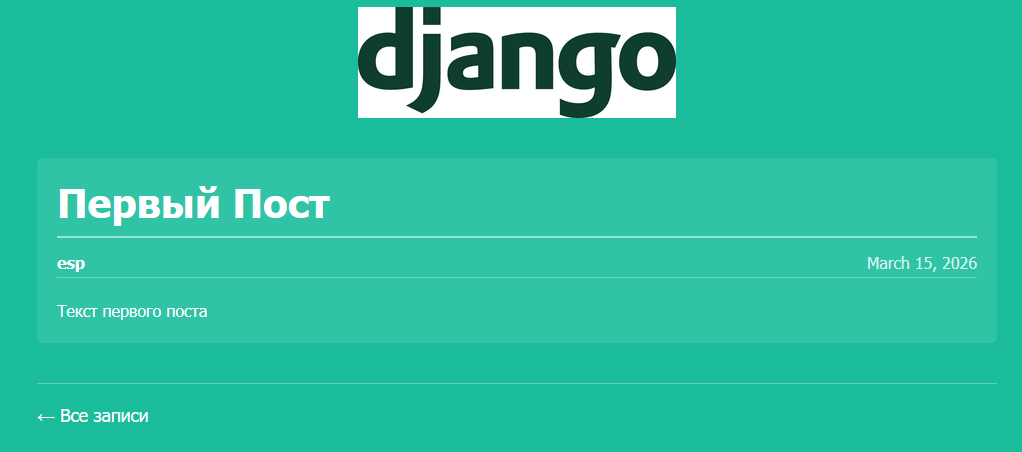 django
Первый Пост
esp March 15, 2026
Текст первого поста
← Все записи